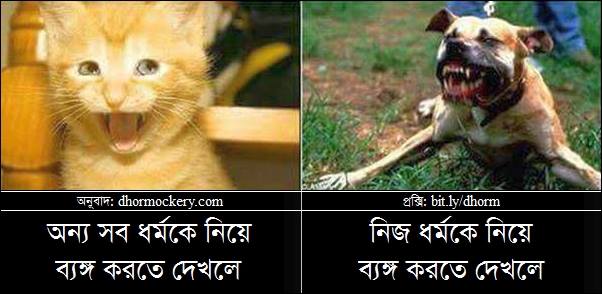 অনুবাদ: dhormockery.com
অন্য সব ধর্মকে নিয়ে
ব্যঙ্গ করতে দেখলে
প্রক্সি: bit.ly/dhorm
নিজ ধর্মকে নিয়ে
ব্যঙ্গ করতে দেখলে